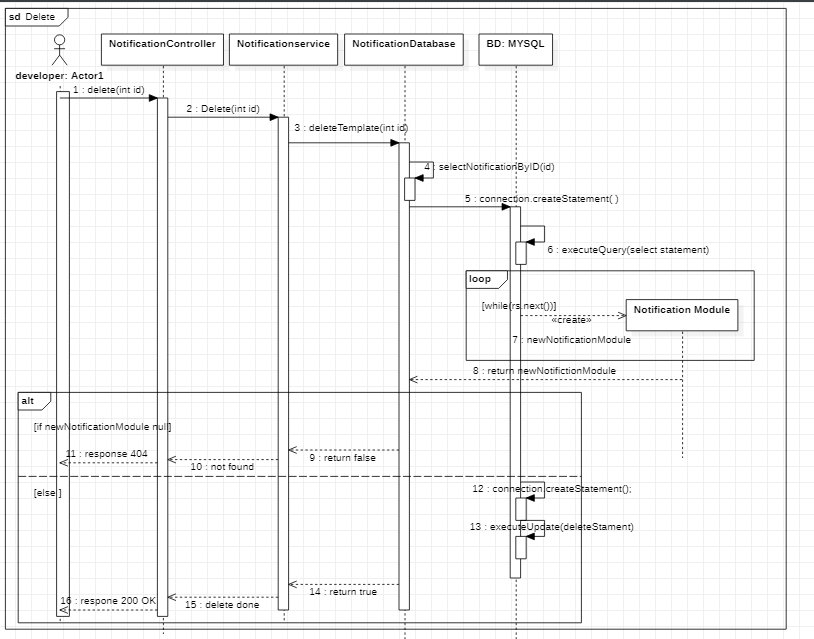 sd Delete
NotificationController
Notificationservice
NotificationDatabase
BD: MYSQL
developer: Actor1
1 : delete(int id)
2 : Delete(int id)
3 : deleteTemplate(int id)
4 : selectNotificationByID(id)
5 : connection.createStatement( )
6 : executeQuery(select statement)
loop
[while(rs.next())]
Notification Module
«create»
7 : newNotificationModule
8 : return newNotifictionModule
alt
[if newNotificationModule null]
11 : response 404
10 : not found
9 : return false
[else ]
12 : connection.createStatement();
13 : executeUpdate(deleteStament)
14 : return true
15 : delete done
16 : respone 200 OK